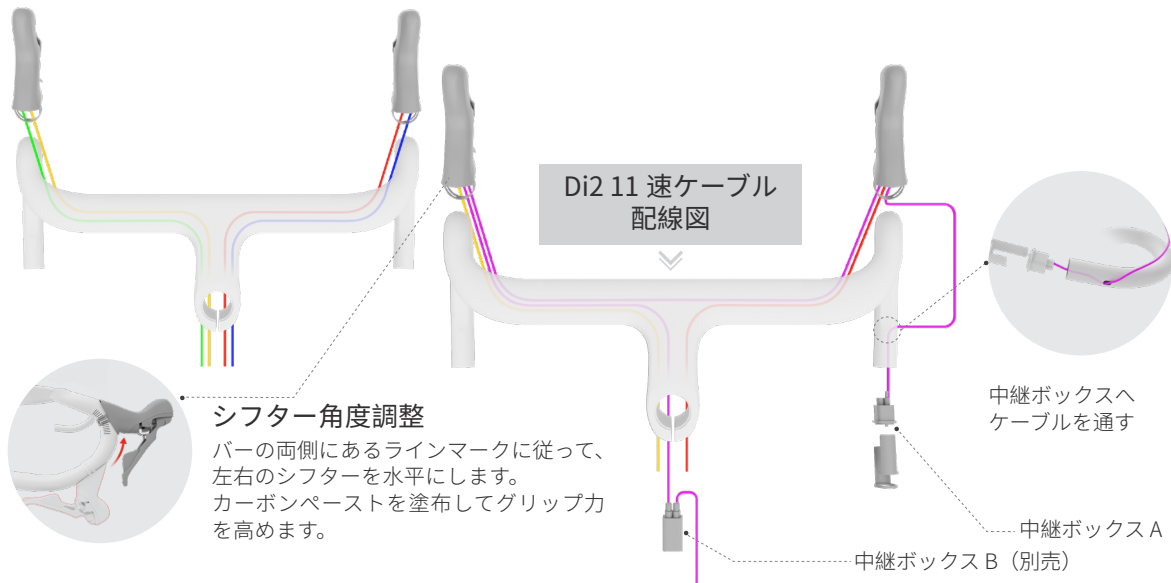 Di2 11 速ケーブル
配線図
シフター角度調整
バーの両側にあるラインマークに従って、
左右のシフターを水平にします。
カーボンペーストを塗布してグリップ力
を高めます。
中継ボックスへ
ケーブルを通す
中継ボックス A
中継ボックス B（別売）